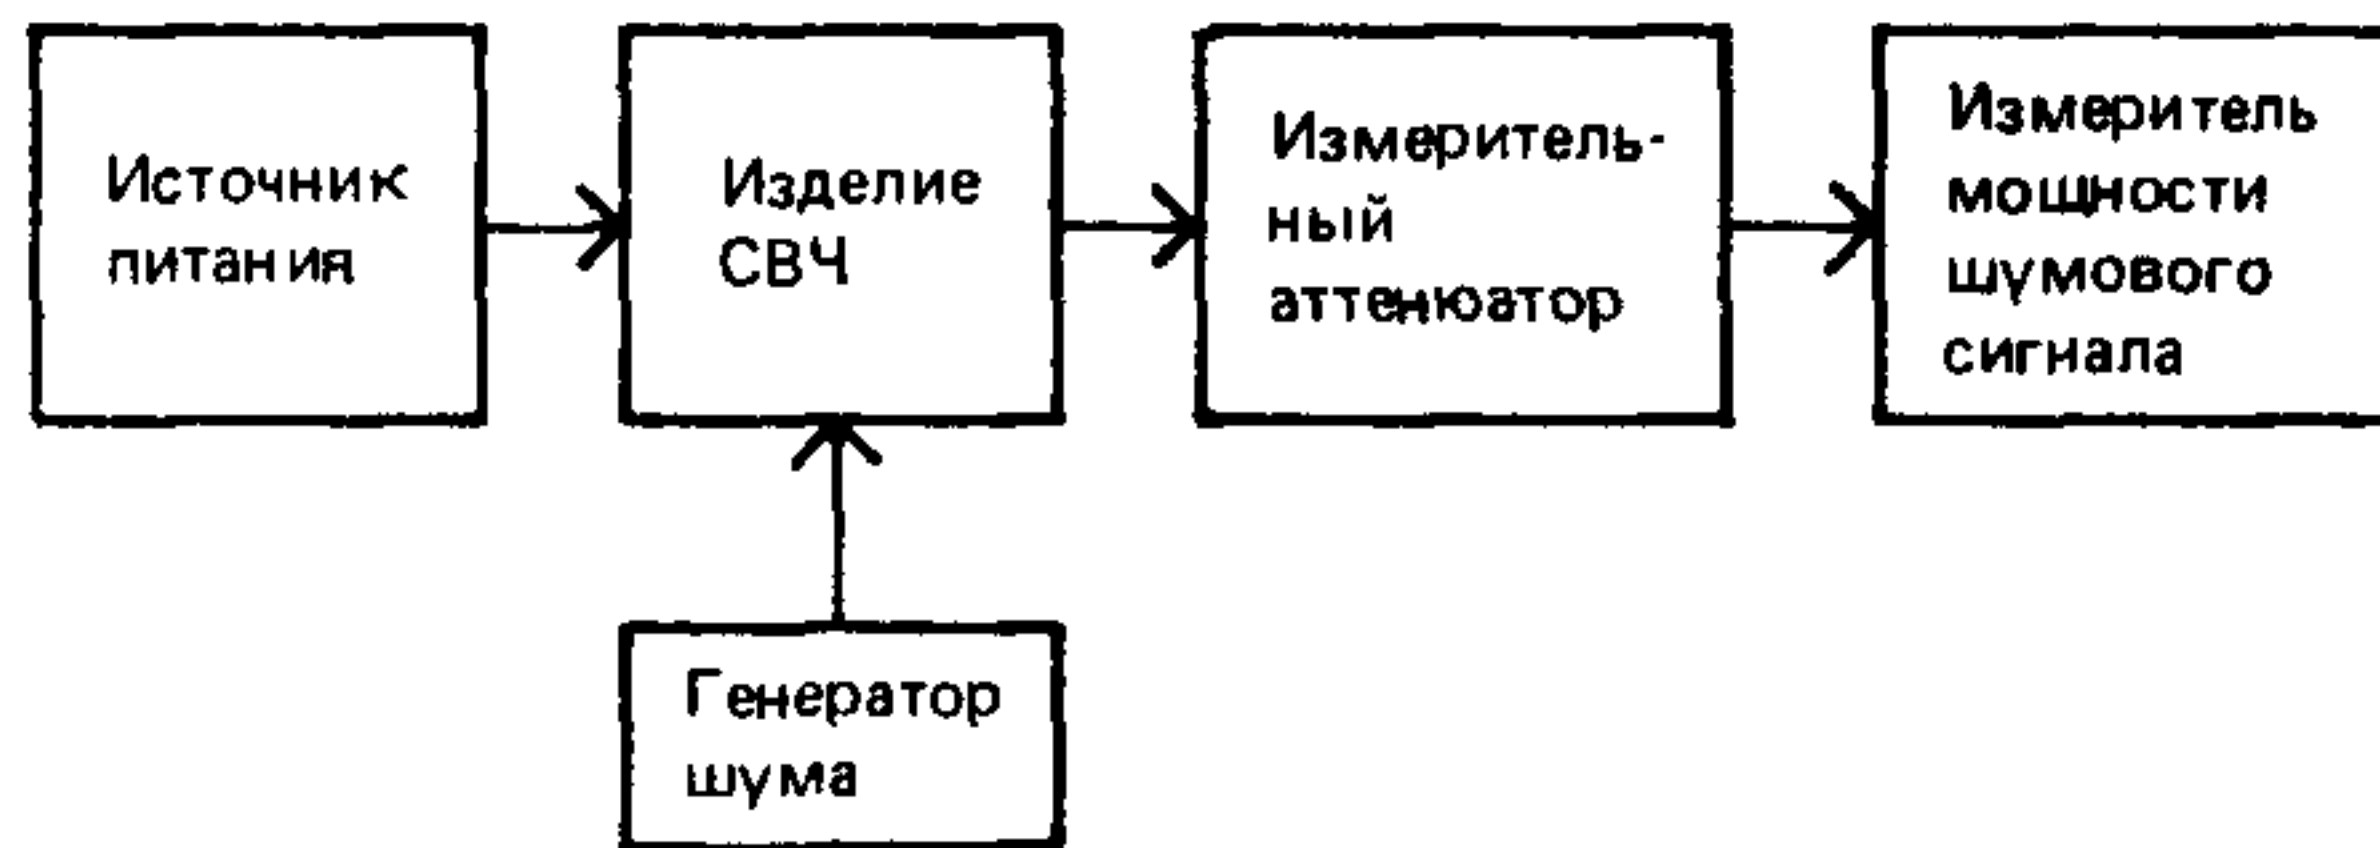 Источник
питания
Изделие
СВЧ
Измеритель-
ный
аттенюатор
Измеритель
мощности
шумового
сигнала
Генератор
шума